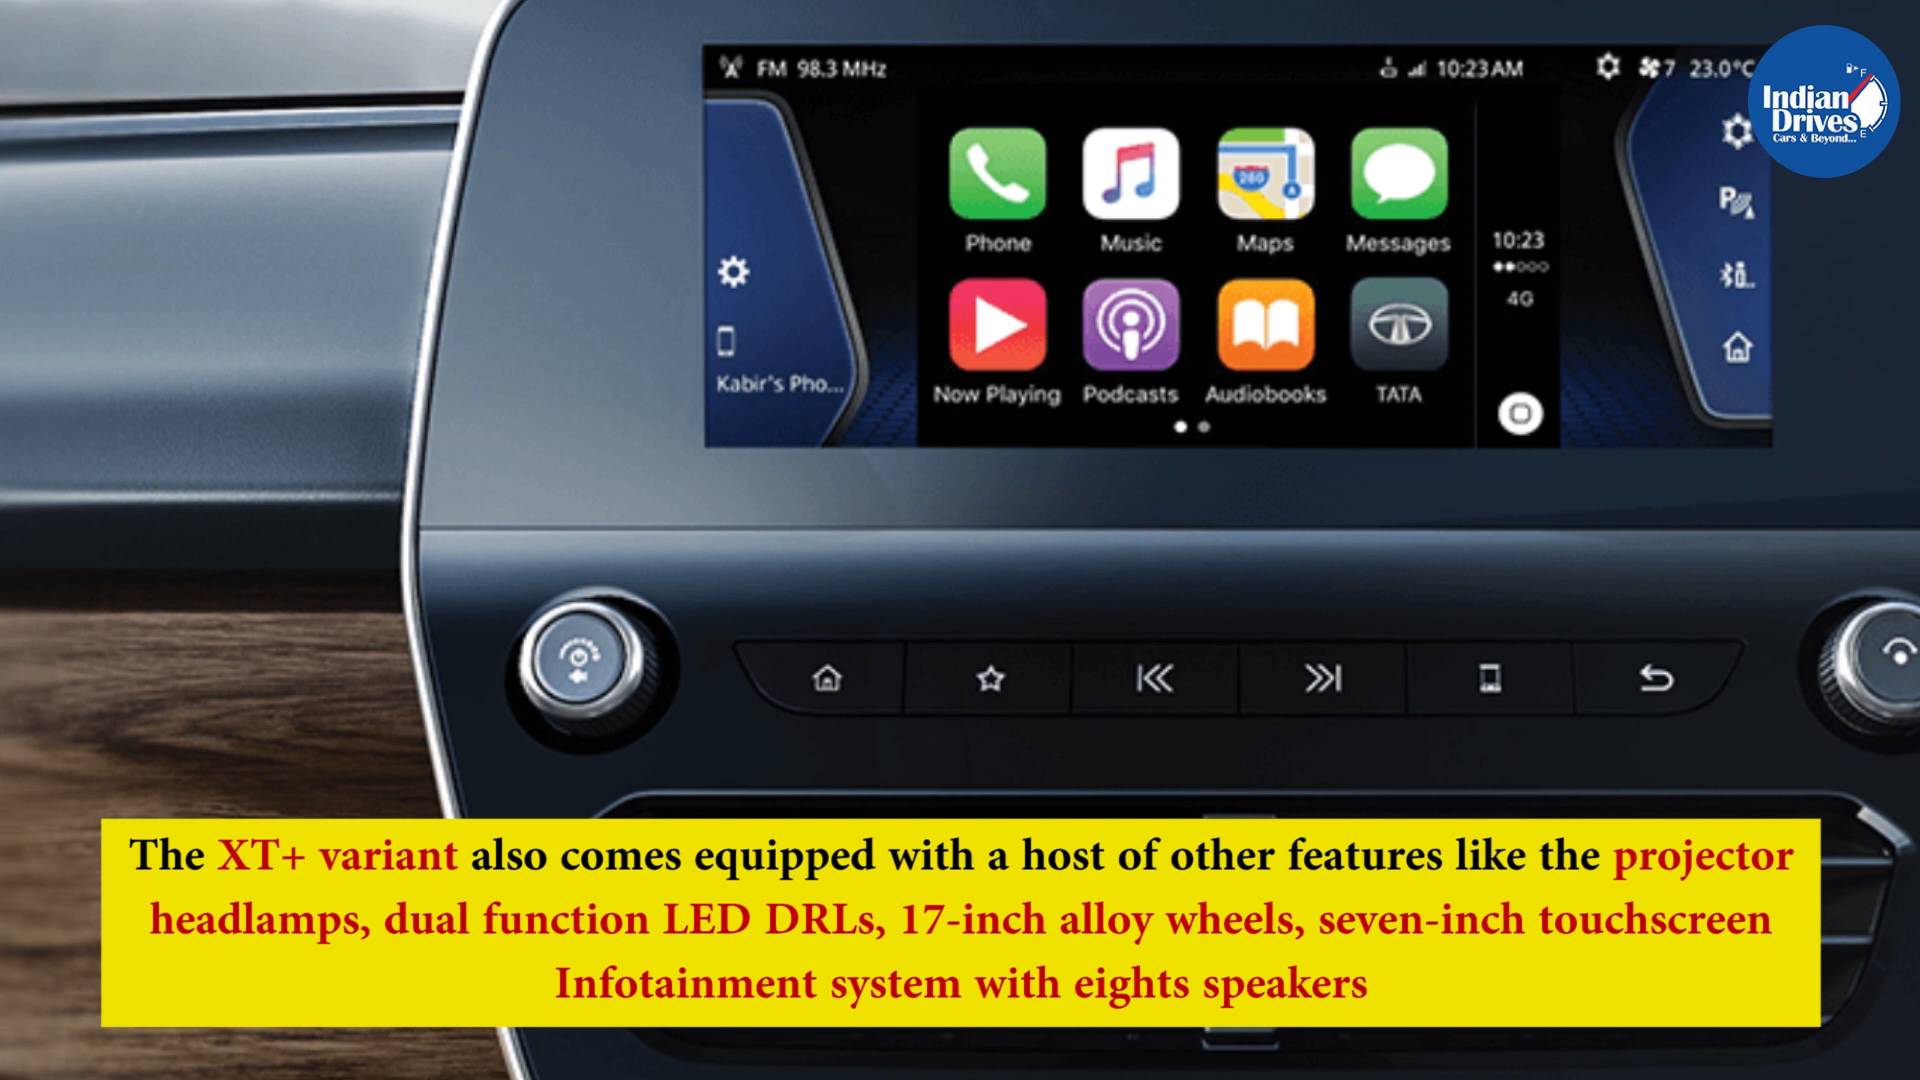 FM 98.3 MHz
10:23 AM
7 23.0°C
Indian
Drives
Cars & Beyond...
F
E
280
Phone Music Maps Messages
10:23
4G
Kabir's Pho...
Now Playing Podcasts Audiobooks TATA
The XT+ variant also comes equipped with a host of other features like the projector
headlamps, dual function LED DRLs, 17-inch alloy wheels, seven-inch touchscreen
Infotainment system with eights speakers